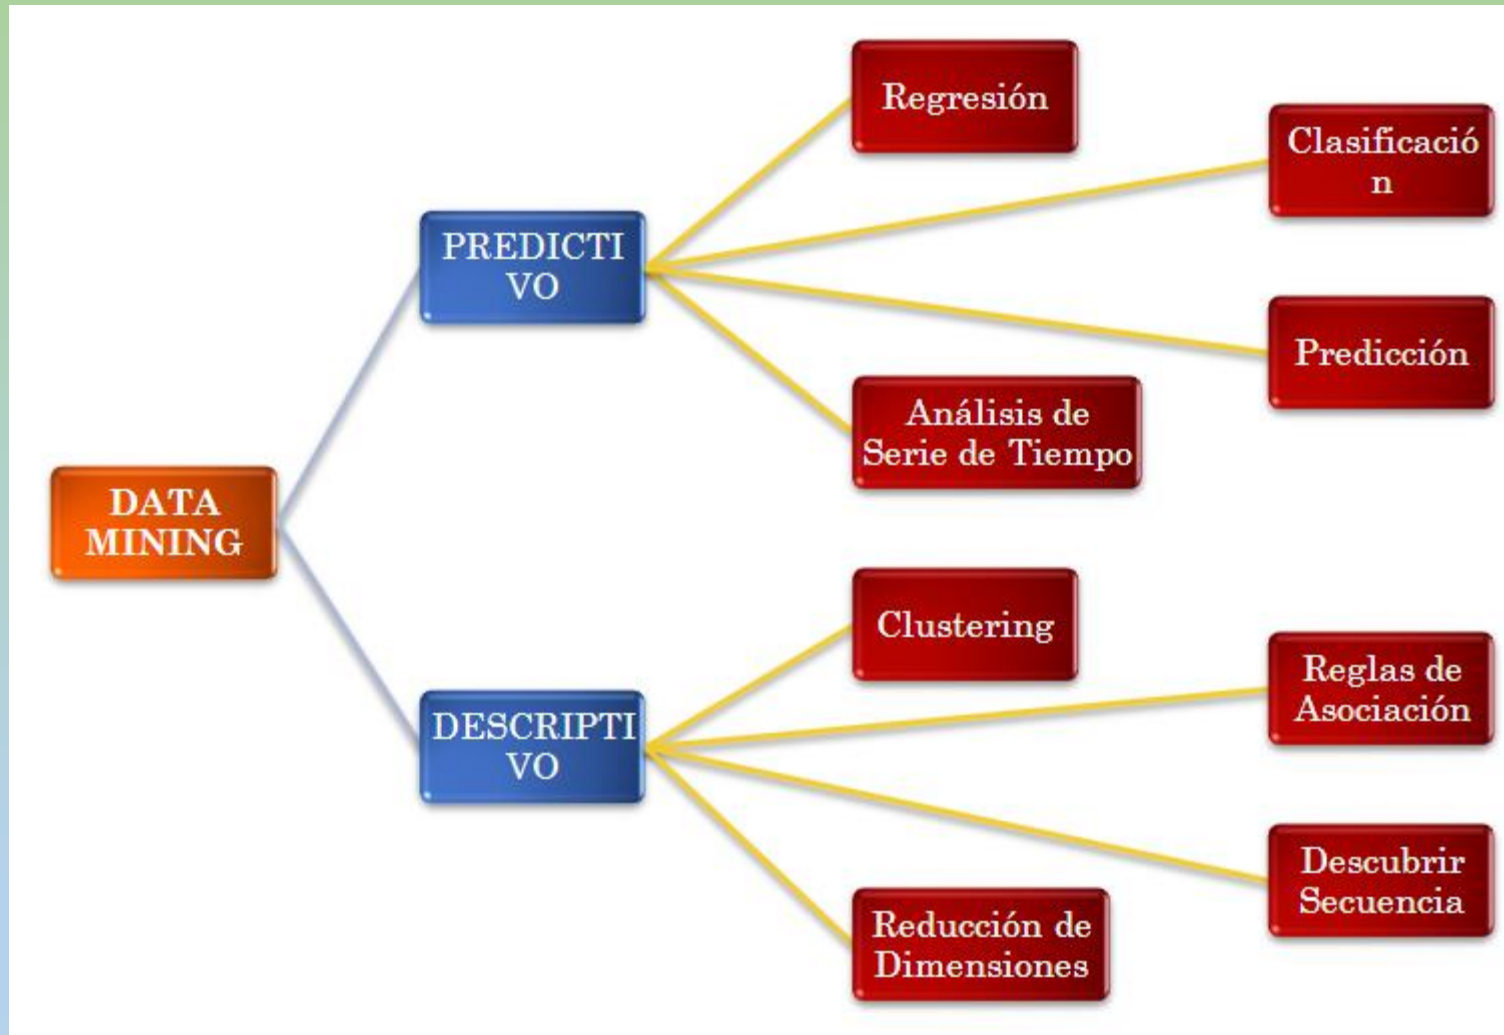 Regresión
Clasificació
n
PREDICTI
VO
Predicción
Análisis de
Serie de Tiempo
DATA
MINING
Clustering
Reglas de
Asociación
DESCRIPTI
VO
Descubrir
Secuencia
Reducción de
Dimensiones